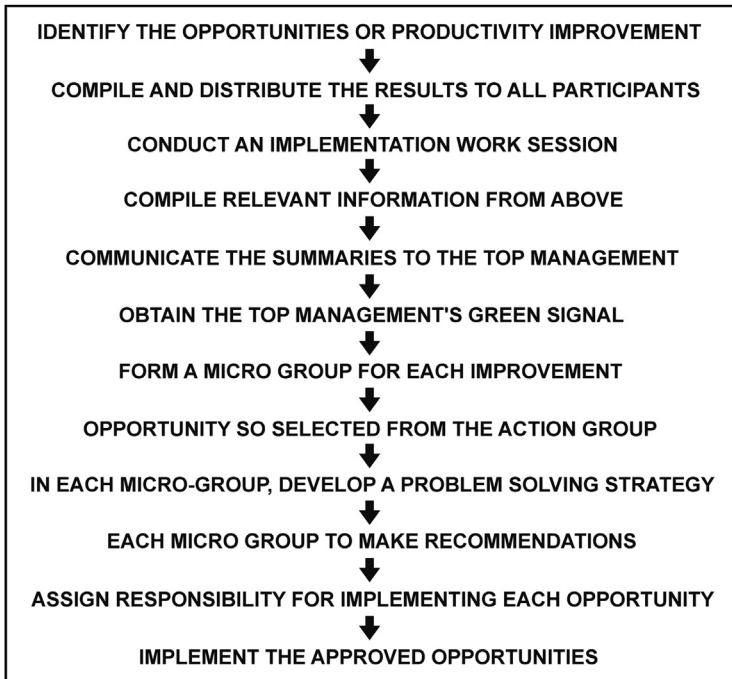 IDENTIFY THE OPPORTUNITIES OR PRODUCTIVITY IMPROVEMENT
COMPILE AND DISTRIBUTE THE RESULTS TO ALL PARTICIPANTS
CONDUCT AN IMPLEMENTATION WORK SESSION
COMPILE RELEVANT INFORMATION FROM ABOVE
COMMUNICATE THE SUMMARIES TO THE TOP MANAGEMENT
OBTAIN THE TOP MANAGEMENT'S GREEN SIGNAL
FORM A MICRO GROUP FOR EACH IMPROVEMENT
OPPORTUNITY SO SELECTED FROM THE ACTION GROUP
IN EACH MICRO-GROUP, DEVELOP A PROBLEM SOLVING STRATEGY
EACH MICRO GROUP TO MAKE RECOMMENDATIONS
ASSIGN RESPONSIBILITY FOR IMPLEMENTING EACH OPPORTUNITY
IMPLEMENT THE APPROVED OPPORTUNITIES